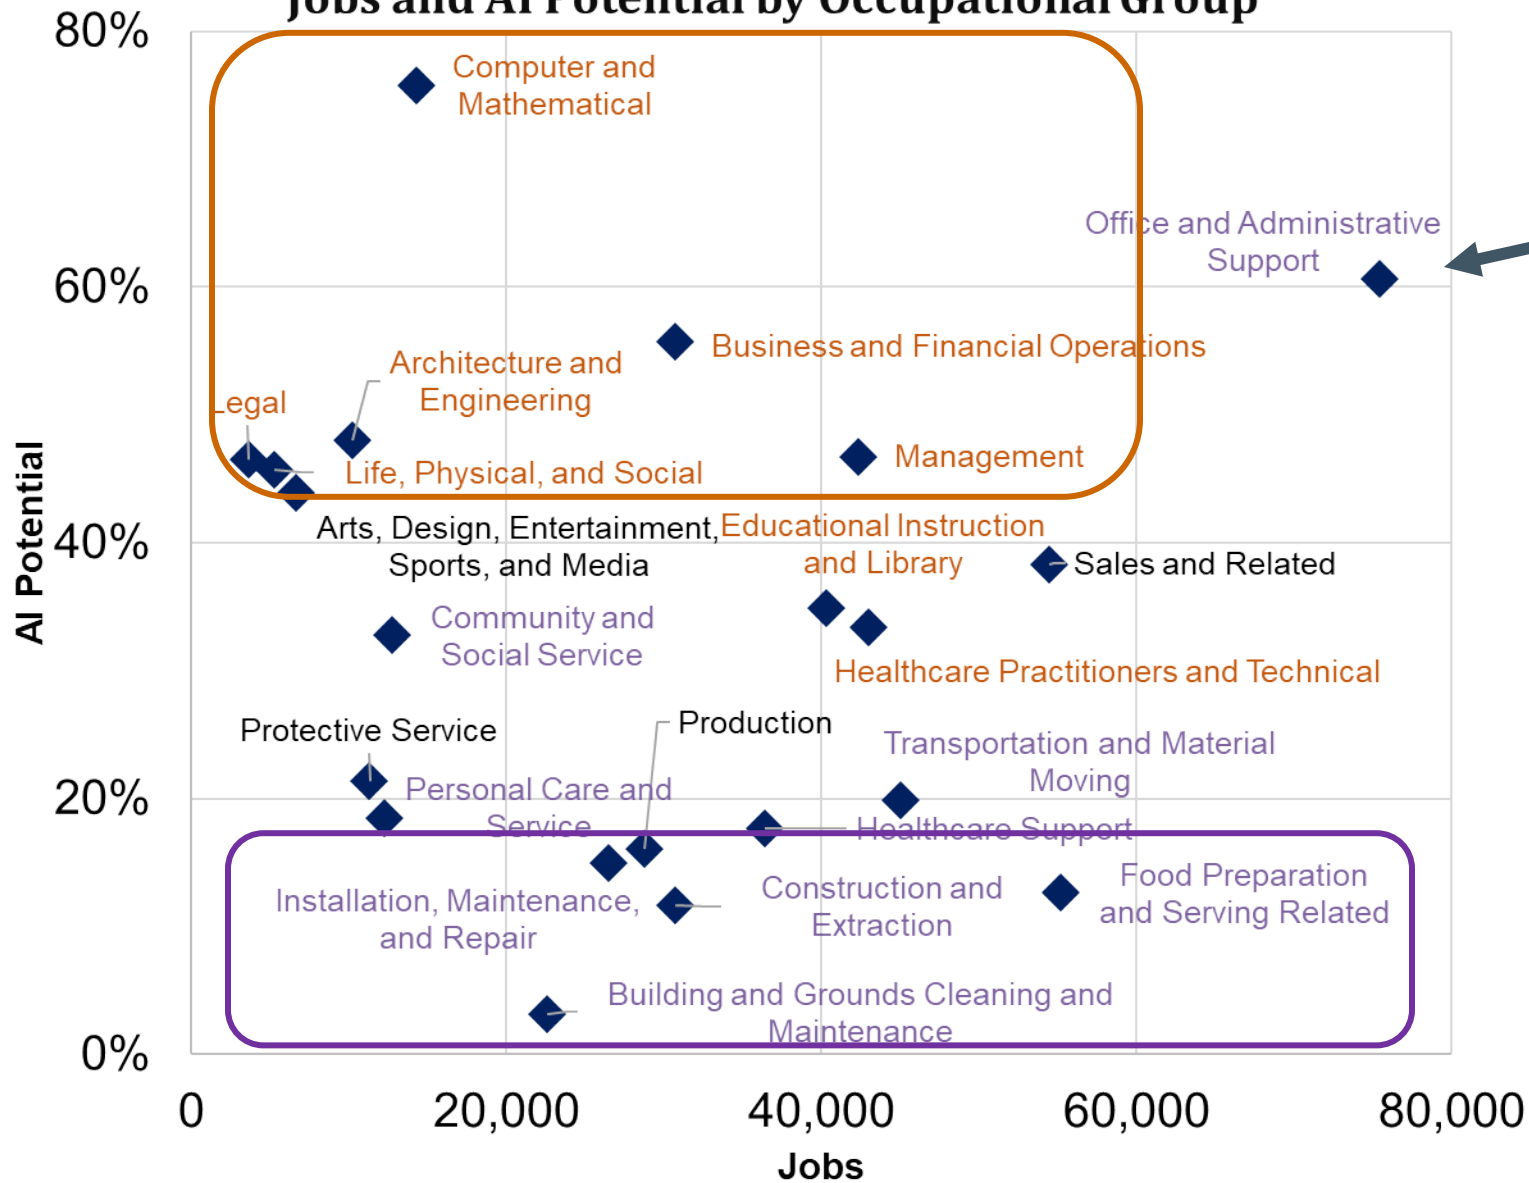 Jobs and AI Potential by Occupational Group
80%
Computer and
Mathematical
Office and Administrative
Support
60%
Business and Financial Operations
Architecture and
Engineering
Legal
Management
Life, Physical, and Social
Arts, Design, Entertainment,
Sports, and Media
Educational Instruction
and Library
40%
Sales and Related
AI Potential
Community and
Social Service
Healthcare Practitioners and Technical
Protective Service
Production
Transportation and Material
Moving
20%
Personal Care and
Service
Healthcare Support
Installation, Maintenance,
and Repair
Construction and
Extraction
Food Preparation
and Serving Related
Building and Grounds Cleaning and
Maintenance
0%
0
20,000
40,000
60,000
80,000
Jobs